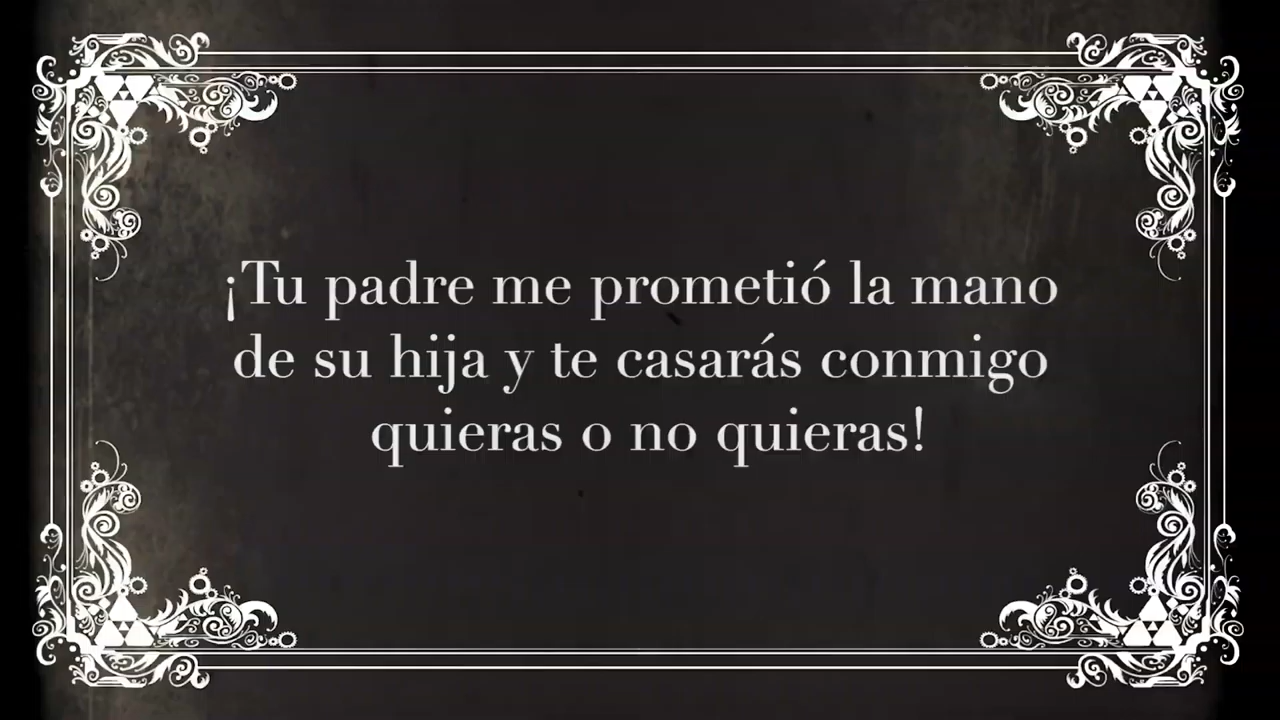 ¡Tu padre me prometió la mano
de su hija y te casarás conmigo
quieras o no quieras!